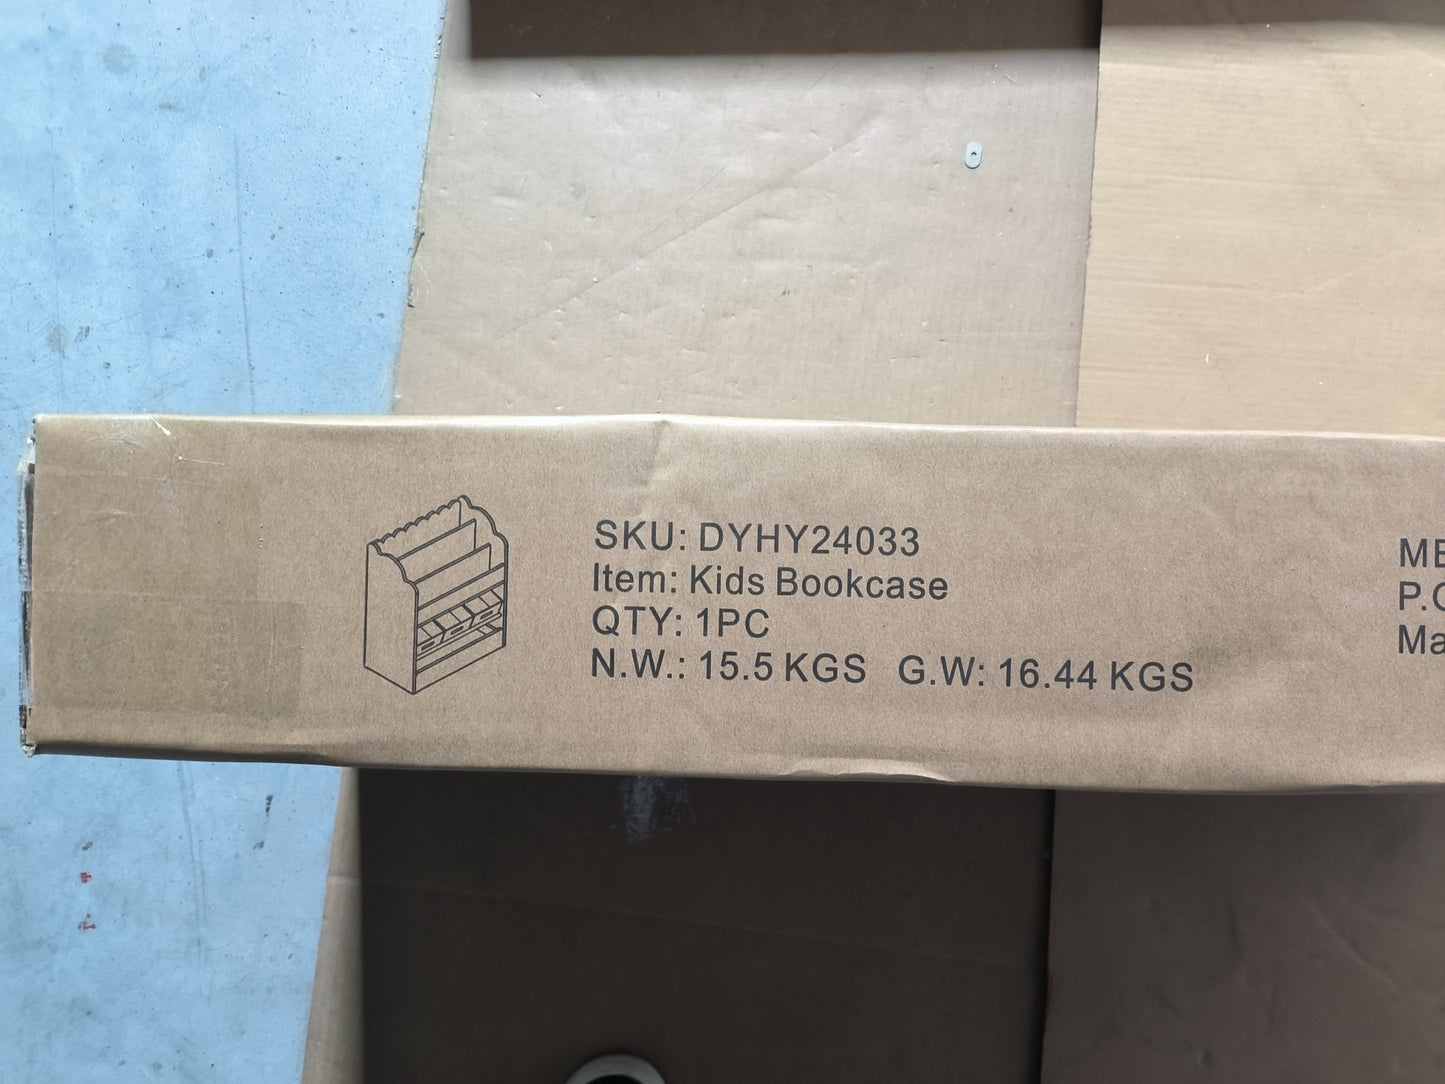 SKU: DYHY24033
Item: Kids Bookcase
QTY: 1PC
N.W.: 15.5 KGS G.W: 16.44 KGS